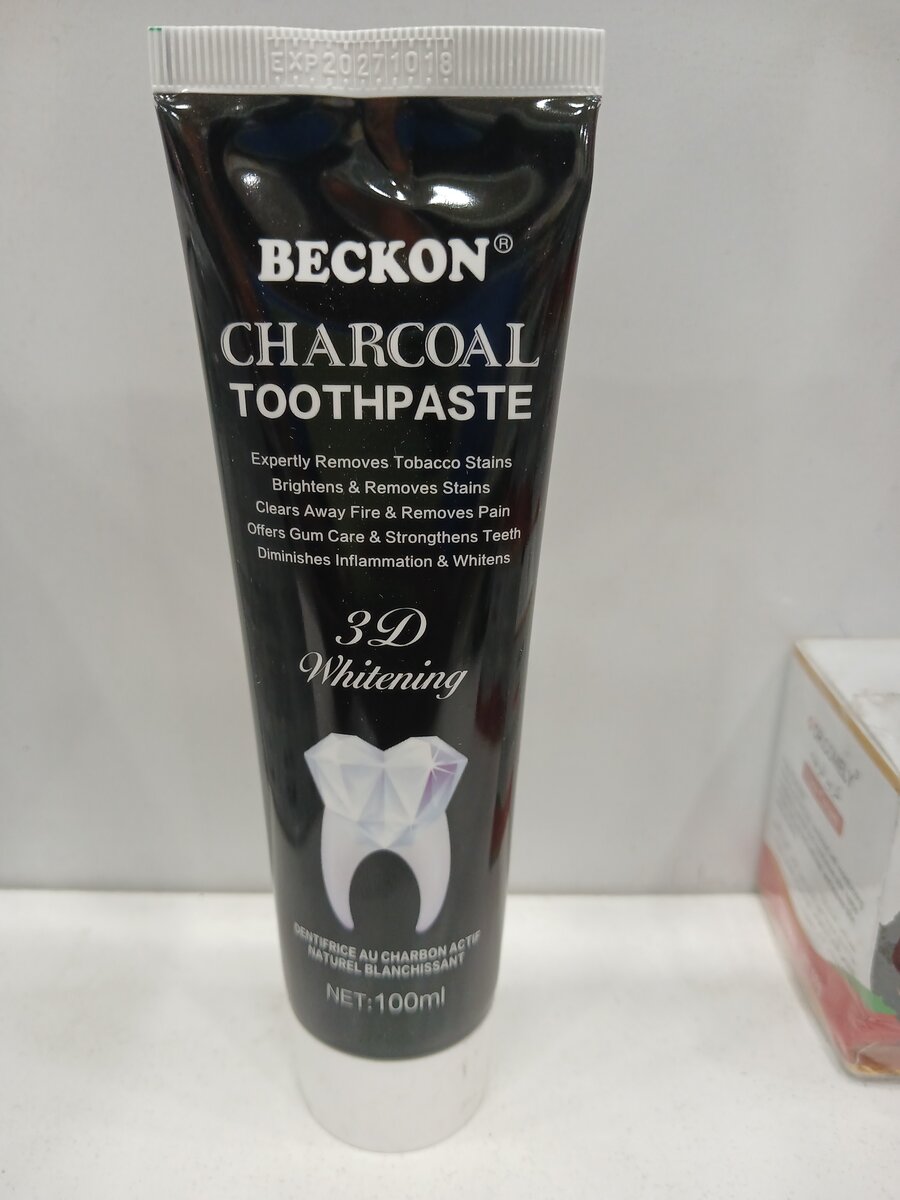 EXP20271018
BECKON®
CHARCOAL
TOOTHPASTE
Expertly Removes Tobacco Stains
Brightens & Removes Stains
Clears Away Fire & Removes Pain
Offers Gum Care & Strengthens Teeth
Diminishes Inflammation & Whitens
3D
Whitening
DENTIFRICE AU CHARBON ACTIF
NATUREL BLANCHISSANT
NET:100ml